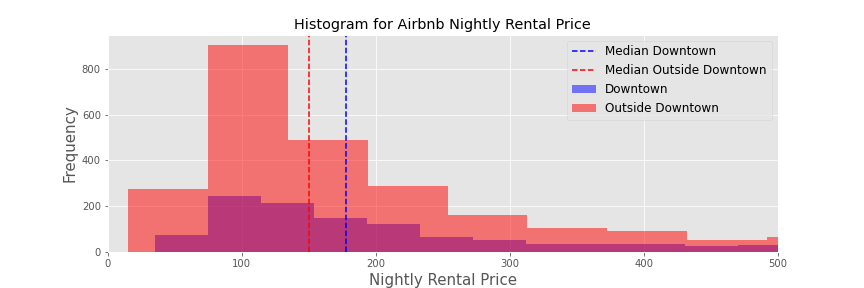 Histogram for Airbnb Nightly Rental Price
Median Downtown
Median Outside Downtown
Downtown
Outside Downtown
Frequency
800
600
400
200
0
0 100 200 300 400 500
Nightly Rental Price